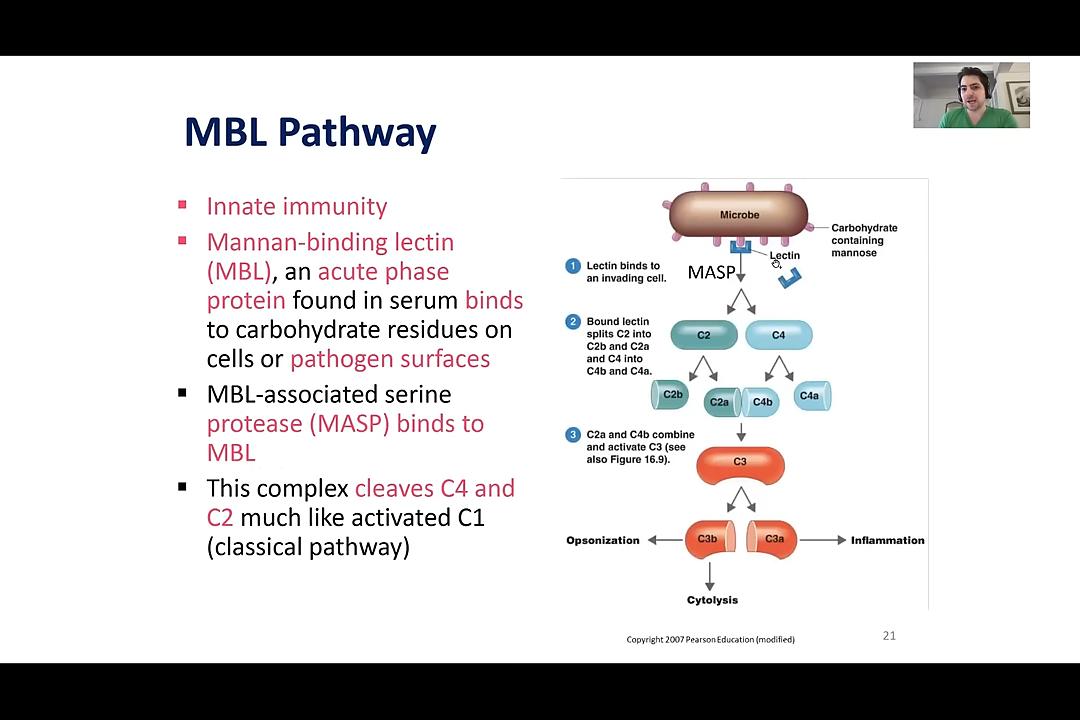 MBL Pathway
▪ Innate immunity
▪ Mannan-binding lectin
(MBL), an acute phase
protein found in serum binds
to carbohydrate residues on
cells or pathogen surfaces
▪ MBL-associated serine
protease (MASP) binds to
MBL
▪ This complex cleaves C4 and
C2 much like activated C1
(classical pathway)
Microbe
Carbohydrate
containing
mannose
Lectin
1 Lectin binds to
an invading cell.
MASP
2 Bound lectin
splits C2 into
C2b and C2a
and C4 into
C4b and C4a.
C2
C4
C2b
C2a
C4b
C4a
3 C2a and C4b combine
and activate C3 (see
also Figure 16.9).
C3
Opsonization
C3b
C3a
Inflammation
Cytolysis
Copyright 2007 Pearson Education (modified)
21